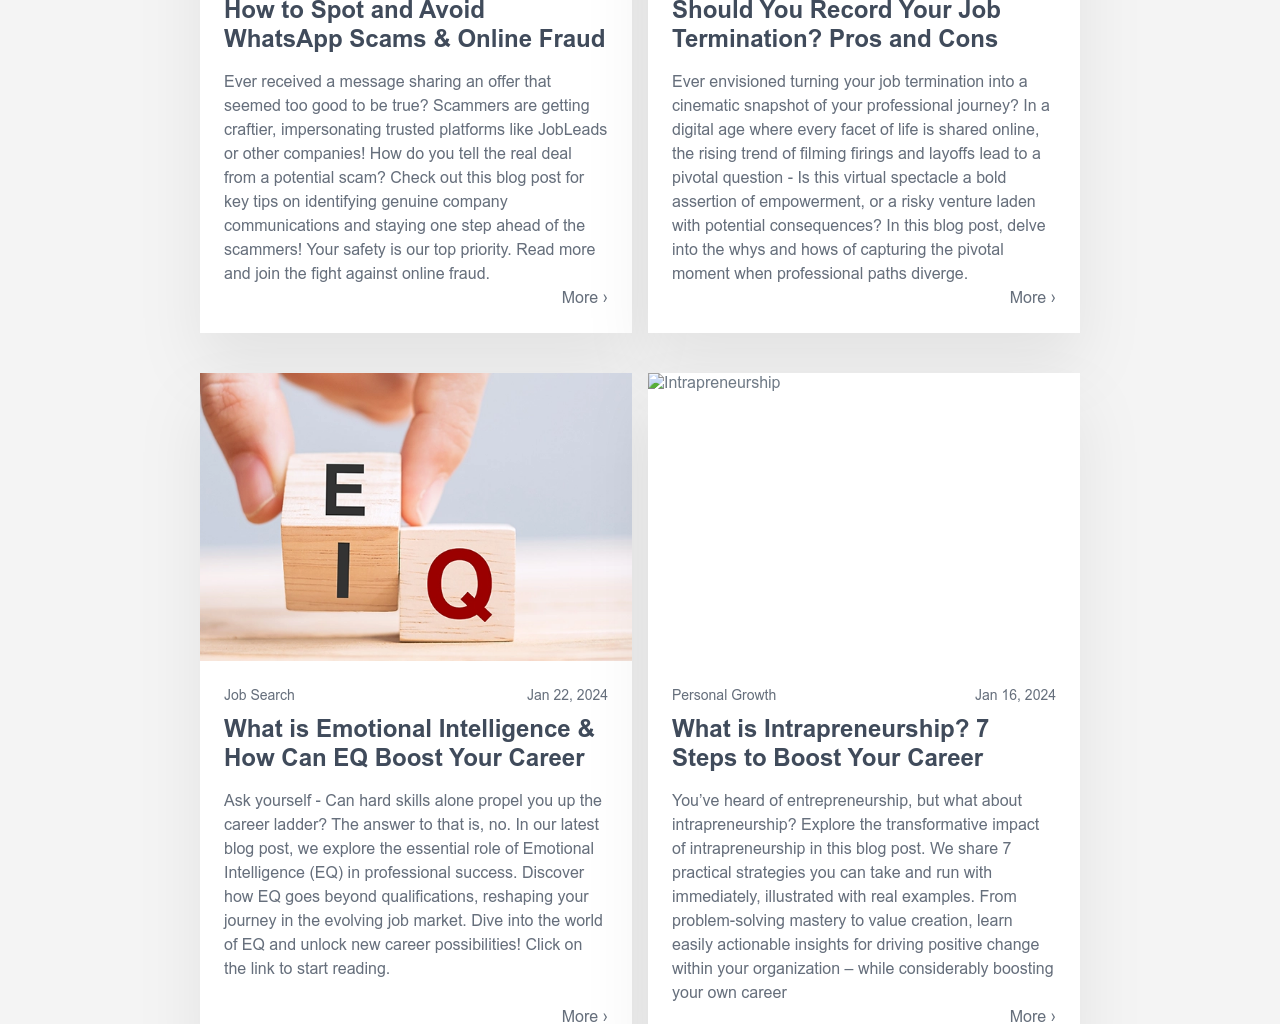 How to Spot and Avoid
WhatsApp Scams & Online Fraud
Ever received a message sharing an offer that
seemed too good to be true? Scammers are getting
craftier, impersonating trusted platforms like JobLeads
or other companies! How do you tell the real deal
from a potential scam? Check out this blog post for
key tips on identifying genuine company
communications and staying one step ahead of the
scammers! Your safety is our top priority. Read more
and join the fight against online fraud.
More ›
Should You Record Your Job
Termination? Pros and Cons
Ever envisioned turning your job termination into a
cinematic snapshot of your professional journey? In a
digital age where every facet of life is shared online,
the rising trend of filming firings and layoffs lead to a
pivotal question - Is this virtual spectacle a bold
assertion of empowerment, or a risky venture laden
with potential consequences? In this blog post, delve
into the whys and hows of capturing the pivotal
moment when professional paths diverge.
More ›
E
I Q
Job Search Jan 22, 2024
What is Emotional Intelligence &
How Can EQ Boost Your Career
Ask yourself - Can hard skills alone propel you up the
career ladder? The answer to that is, no. In our latest
blog post, we explore the essential role of Emotional
Intelligence (EQ) in professional success. Discover
how EQ goes beyond qualifications, reshaping your
journey in the evolving job market. Dive into the world
of EQ and unlock new career possibilities! Click on
the link to start reading.
More ›
Intrapreneurship
Personal Growth Jan 16, 2024
What is Intrapreneurship? 7
Steps to Boost Your Career
You’ve heard of entrepreneurship, but what about
intrapreneurship? Explore the transformative impact
of intrapreneurship in this blog post. We share 7
practical strategies you can take and run with
immediately, illustrated with real examples. From
problem-solving mastery to value creation, learn
easily actionable insights for driving positive change
within your organization – while considerably boosting
your own career
More ›